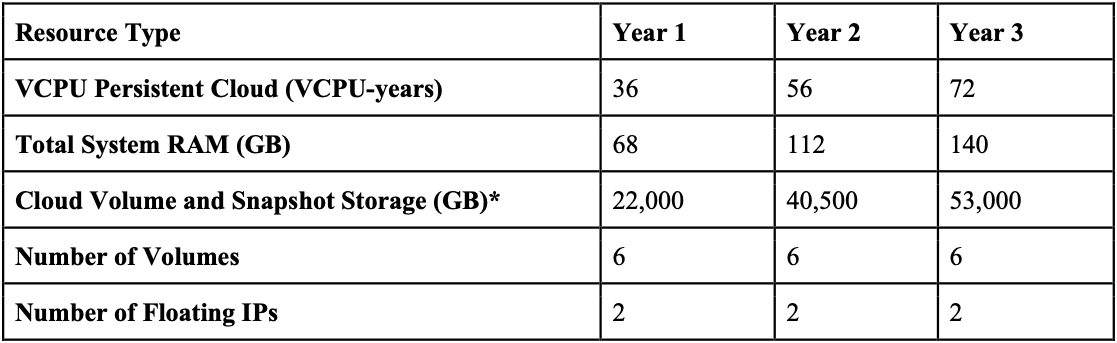 Resource Type Year 1 Year 2 Year 3
VCPU Persistent Cloud (VCPU-years) 36 56 72
Total System RAM (GB) 68 112 140
Cloud Volume and Snapshot Storage (GB)* 22,000 40,500 53,000
Number of Volumes 6 6 6
Number of Floating IPs 2 2 2